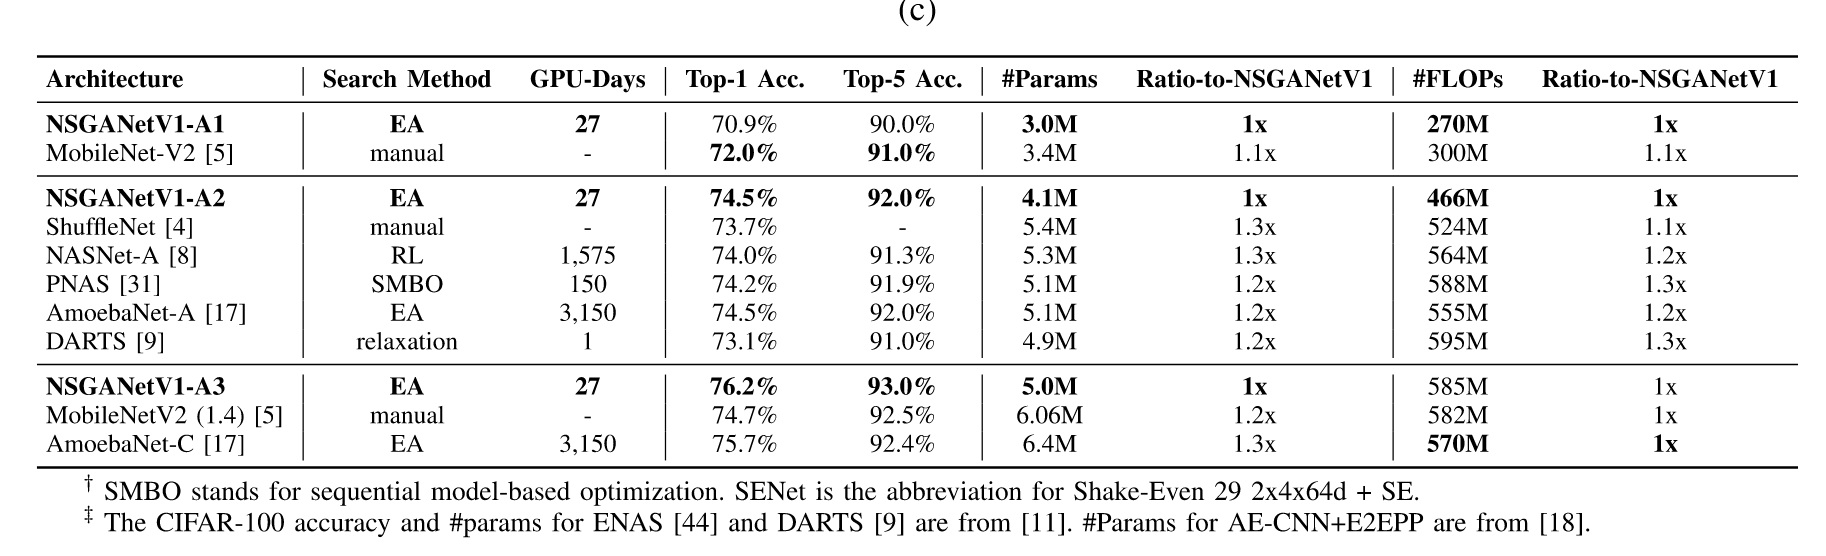 (c)
Architecture Search Method GPU-Days Top-1 Acc. Top-5 Acc. #Params Ratio-to-NSGANetV1 #FLOPs Ratio-to-NSGANetV1
NSGANetV1-A1 EA 27 70.9% 90.0% 3.0M 1x 270M 1x
MobileNet-V2 [5] manual - 72.0% 91.0% 3.4M 1.1x 300M 1.1x
NSGANetV1-A2 EA 27 74.5% 92.0% 4.1M 1x 466M 1x
ShuffleNet [4] manual - 73.7% - 5.4M 1.3x 524M 1.1x
NASNet-A [8] RL 1,575 74.0% 91.3% 5.3M 1.3x 564M 1.2x
PNAS [31] SMBO 150 74.2% 91.9% 5.1M 1.2x 588M 1.3x
AmoebaNet-A [17] EA 3,150 74.5% 92.0% 5.1M 1.2x 555M 1.2x
DARTS [9] relaxation 1 73.1% 91.0% 4.9M 1.2x 595M 1.3x
NSGANetV1-A3 EA 27 76.2% 93.0% 5.0M 1x 585M 1x
MobileNetV2 (1.4) [5] manual - 74.7% 92.5% 6.06M 1.2x 582M 1x
AmoebaNet-C [17] EA 3,150 75.7% 92.4% 6.4M 1.3x 570M 1x
† SMBO stands for sequential model-based optimization. SENet is the abbreviation for Shake-Even 29 2x4x64d + SE.
‡ The CIFAR-100 accuracy and #params for ENAS [44] and DARTS [9] are from [11]. #Params for AE-CNN+E2EPP are from [18].